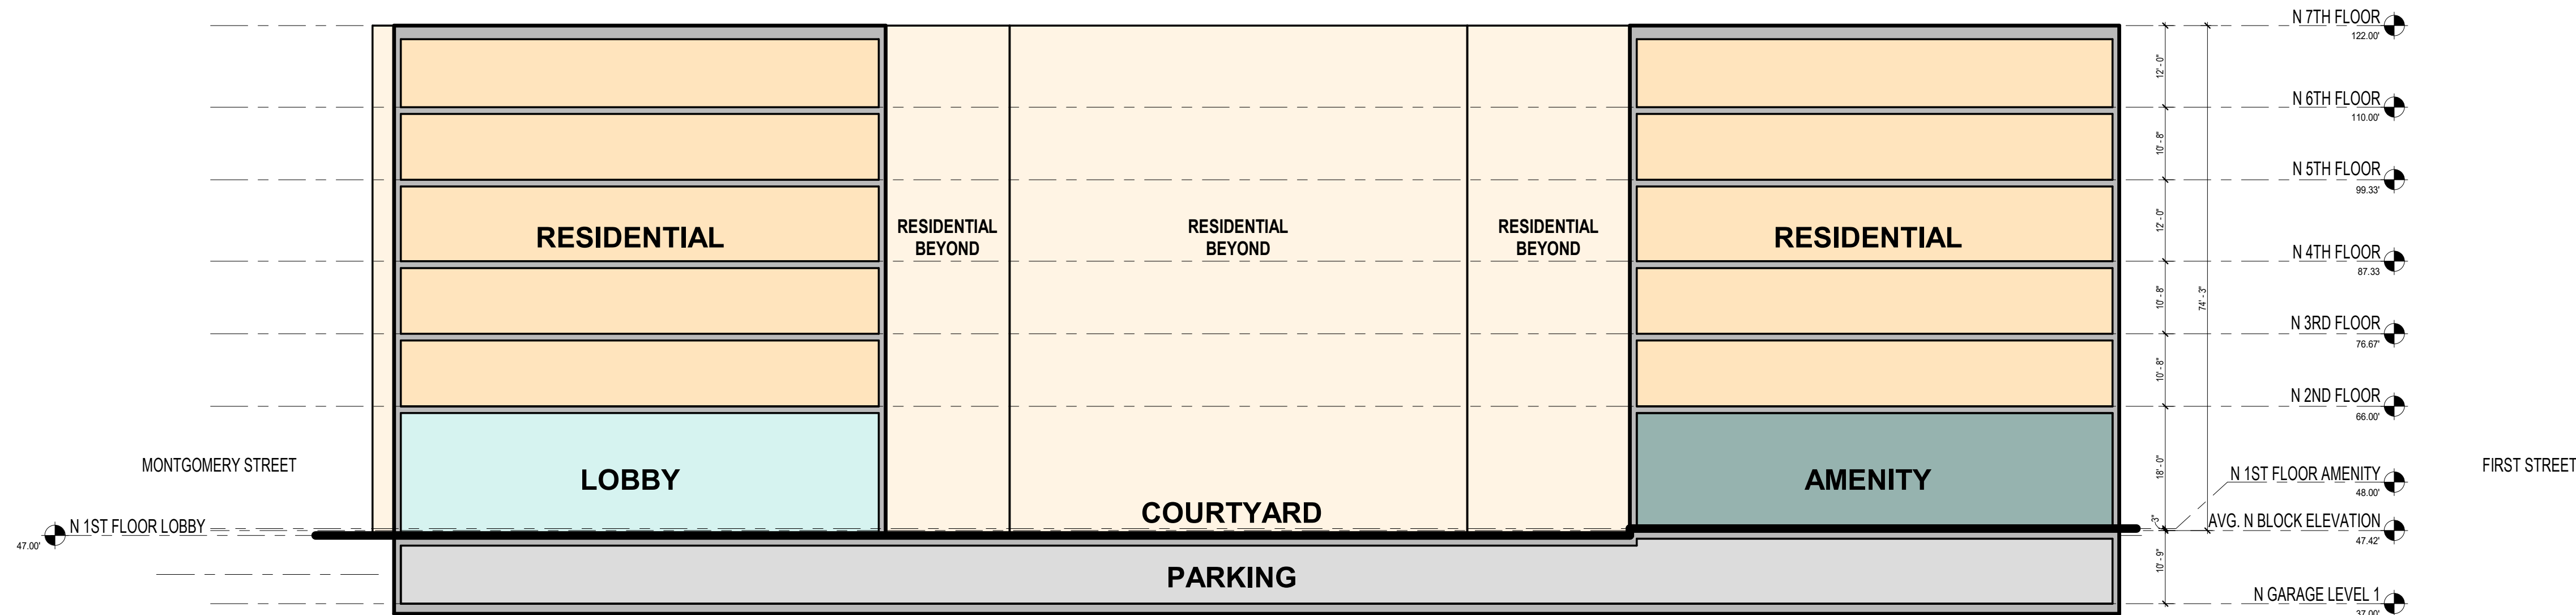 N 7TH FLOOR
122.00'
12' - 0"
N 6TH FLOOR
110.00'
10' - 8"
N 5TH FLOOR
99.33'
12' - 0"
RESIDENTIAL
RESIDENTIAL
BEYOND
RESIDENTIAL
BEYOND
RESIDENTIAL
BEYOND
RESIDENTIAL
N 4TH FLOOR
87.33
10' - 8"
74' - 3"
N 3RD FLOOR
76.67'
10' - 8"
N 2ND FLOOR
66.00'
MONTGOMERY STREET
LOBBY
AMENITY
18' - 0"
N 1ST FLOOR AMENITY
48.00'
FIRST STREET
COURTYARD
N 1ST FLOOR LOBBY
47.00'
AVG. N BLOCK ELEVATION
47.42'
PARKING
10' - 9"
N GARAGE LEVEL 1
37.00'